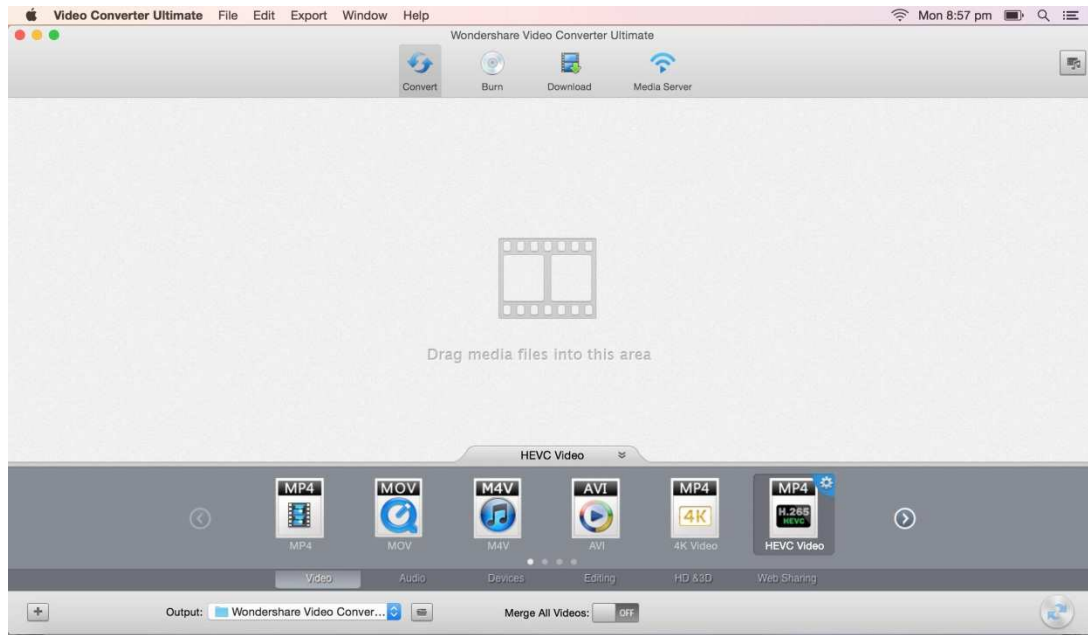 Video Converter Ultimate File Edit Export Window Help Mon 8:57 pm
Wondershare Video Converter Ultimate
Convert Burn Download Media Server
Drag media files into this area
HEVC Video
MP4 MOV M4V AVI MP4 MP4
4K H.265
HEVC
MP4 MOV M4V AVI 4K Video HEVC Video
Video Audio Devices Editing HD &3D Web Sharing
Output: Wondershare Video Conver... Merge All Videos: OFF